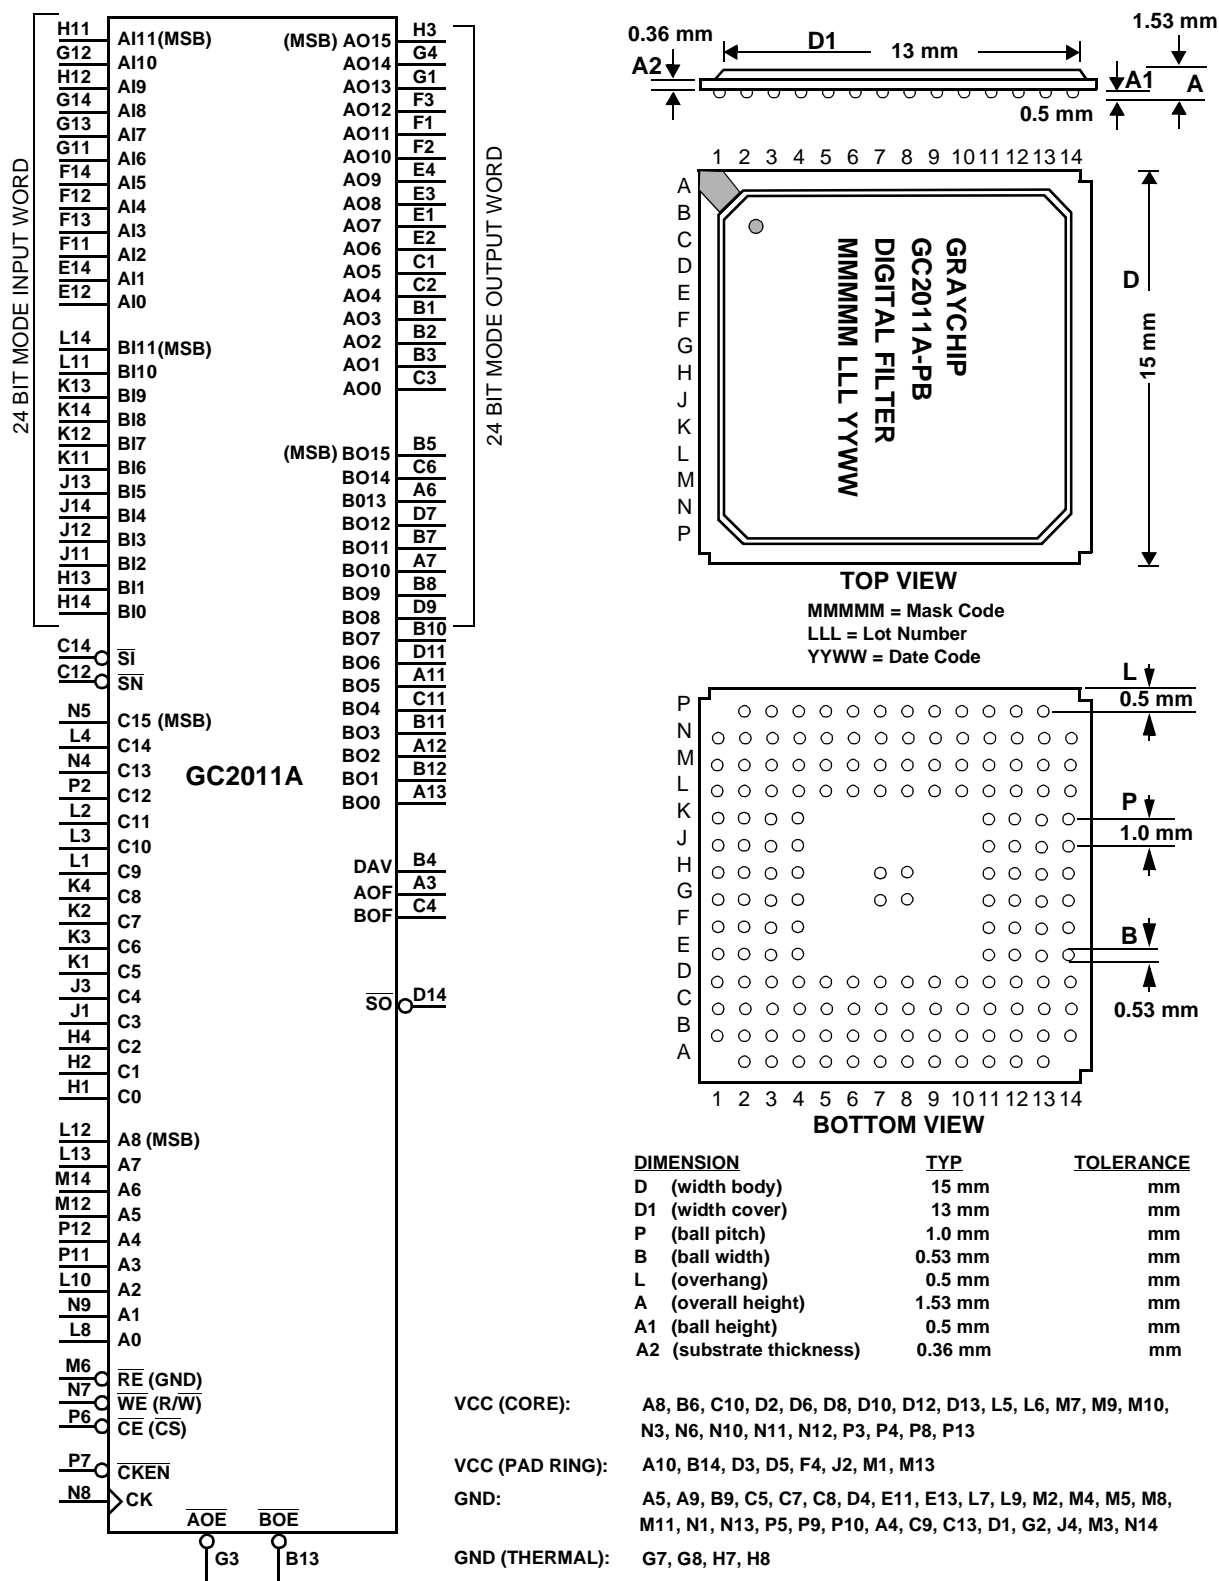 24 BIT MODE INPUT WORD
H11 AI11(MSB)
G12 AI10
H12 AI9
G14 AI8
G13 AI7
G11 AI6
F14 AI5
F12 AI4
F13 AI3
F11 AI2
E14 AI1
E12 AI0
L14 BI11(MSB)
L11 BI10
K13 BI9
K14 BI8
K12 BI7
K11 BI6
J13 BI5
J14 BI4
J12 BI3
J11 BI2
H13 BI1
H14 BI0
C14 SI
C12 SN
N5 C15 (MSB)
L4 C14
N4 C13
P2 C12
L2 C11
L3 C10
L1 C9
K4 C8
K2 C7
K3 C6
K1 C5
J3 C4
J1 C3
H4 C2
H2 C1
H1 C0
L12 A8 (MSB)
L13 A7
M14 A6
M12 A5
P12 A4
P11 A3
L10 A2
N9 A1
L8 A0
M6 RE (GND)
N7 WE (R/W)
P6 CE (CS)
P7 CKEN
N8 CK
GC2011A
AOE BOE
G3 B13
24 BIT MODE OUTPUT WORD
(MSB) AO15 H3
AO14 G4
AO13 G1
AO12 F3
AO11 F1
AO10 F2
AO9 E4
AO8 E3
AO7 E1
AO6 E2
AO5 C1
AO4 C2
AO3 B1
AO2 B2
AO1 B3
AO0 C3
(MSB) BO15 B5
BO14 C6
B013 A6
BO12 D7
BO11 B7
BO10 A7
BO9 B8
BO8 D9
BO7 B10
BO6 D11
BO5 A11
BO4 C11
BO3 B11
BO2 A12
BO1 B12
BO0 A13
DAV B4
AOF A3
BOF C4
SO D14
0.36 mm D1 1.53 mm
A2 13 mm A1 A
0.5 mm
1 2 3 4 5 6 7 8 9 10 11 12 13 14
A
B
C
D
E
F
G
H
J
K
L
M
N
P
GRAYCHIP
GC2011A-PB
DIGITAL FILTER
MMMMM LLL YYWW
D
15 mm
TOP VIEW
MMMMM = Mask Code
LLL = Lot Number
YYWW = Date Code
L
0.5 mm
P
1.0 mm
B
0.53 mm
P
N
M
L
K
J
H
G
F
E
D
C
B
A
1 2 3 4 5 6 7 8 9 10 11 12 13 14
BOTTOM VIEW
DIMENSION TYP TOLERANCE
D (width body) 15 mm mm
D1 (width cover) 13 mm mm
P (ball pitch) 1.0 mm mm
B (ball width) 0.53 mm mm
L (overhang) 0.5 mm mm
A (overall height) 1.53 mm mm
A1 (ball height) 0.5 mm mm
A2 (substrate thickness) 0.36 mm mm
VCC (CORE): A8, B6, C10, D2, D6, D8, D10, D12, D13, L5, L6, M7, M9, M10,
N3, N6, N10, N11, N12, P3, P4, P8, P13
VCC (PAD RING): A10, B14, D3, D5, F4, J2, M1, M13
GND: A5, A9, B9, C5, C7, C8, D4, E11, E13, L7, L9, M2, M4, M5, M8,
M11, N1, N13, P5, P9, P10, A4, C9, C13, D1, G2, J4, M3, N14
GND (THERMAL): G7, G8, H7, H8